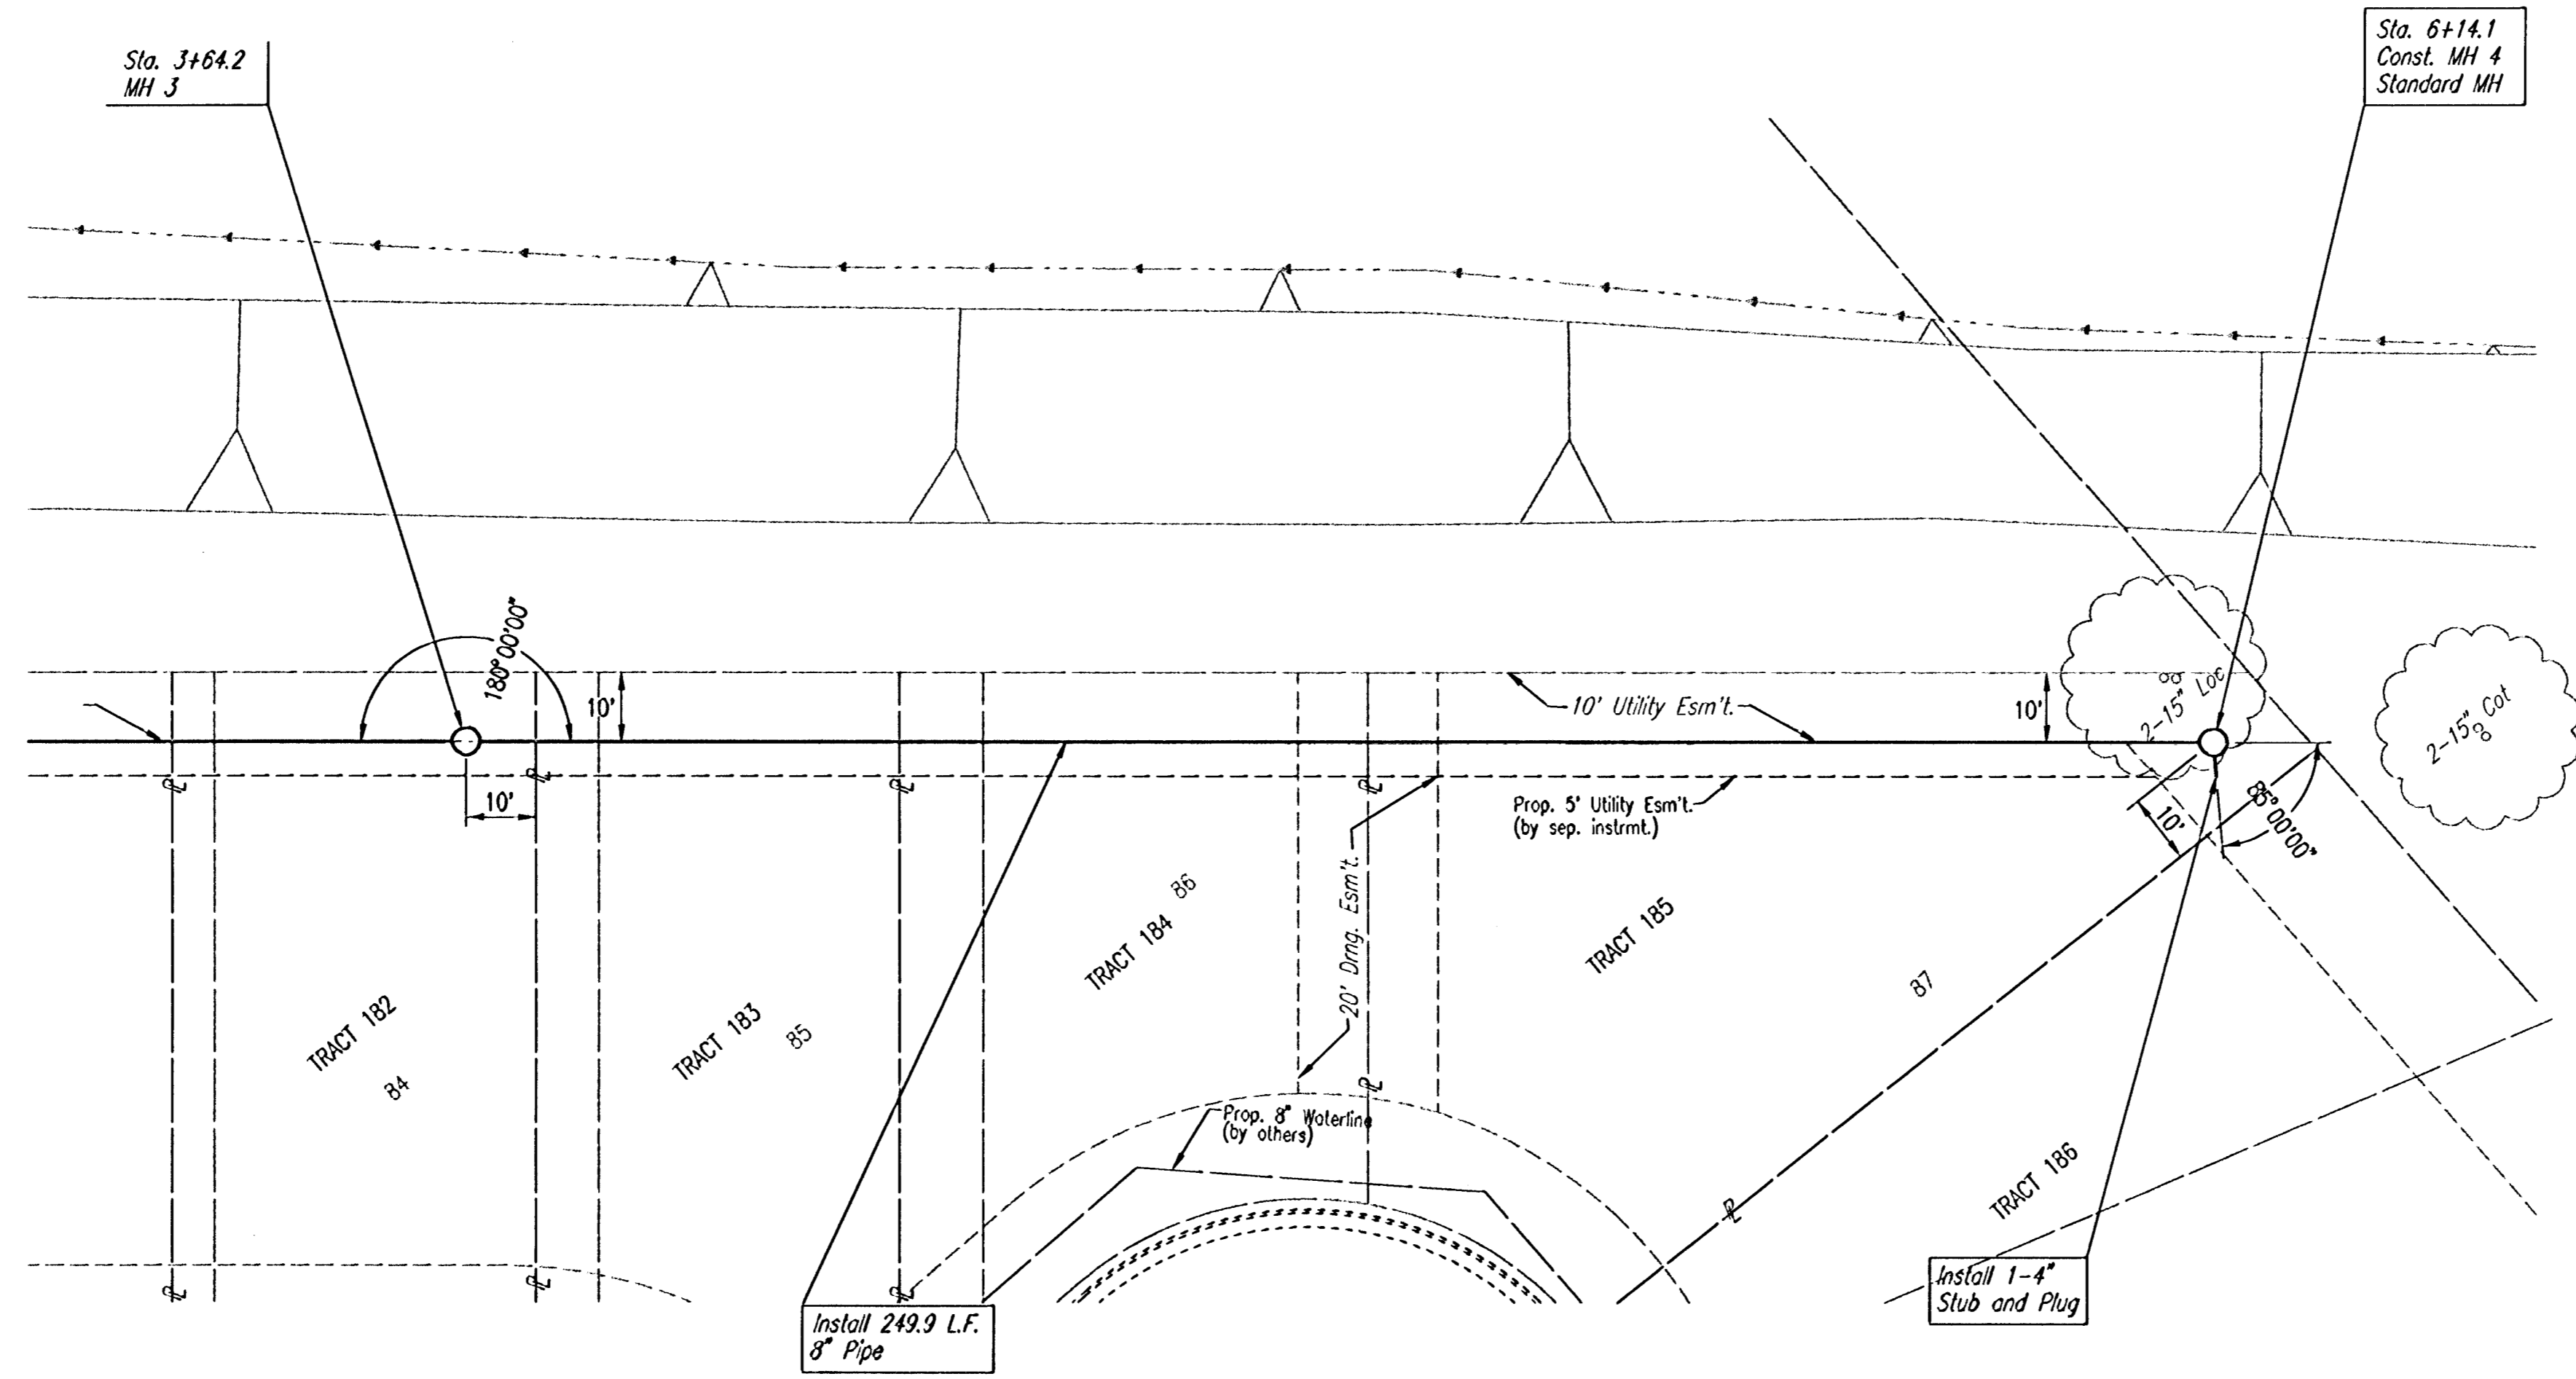 Sta. 3+64.2
MH 3
Sta. 6+14.1
Const. MH 4
Standard MH
180°00'00"
10'
10'
10' Utility Esm't.
10'
2-15" Loc
2-15" Cot
Prop. 5' Utility Esm't.
(by sep. instrmt.)
10'
85°00'00"
20' Drng. Esm't.
TRACT 182
84
TRACT 183
85
TRACT 184
86
TRACT 185
87
TRACT 186
Prop. 8" Waterline
(by others)
Install 249.9 L.F.
8" Pipe
Install 1-4"
Stub and Plug